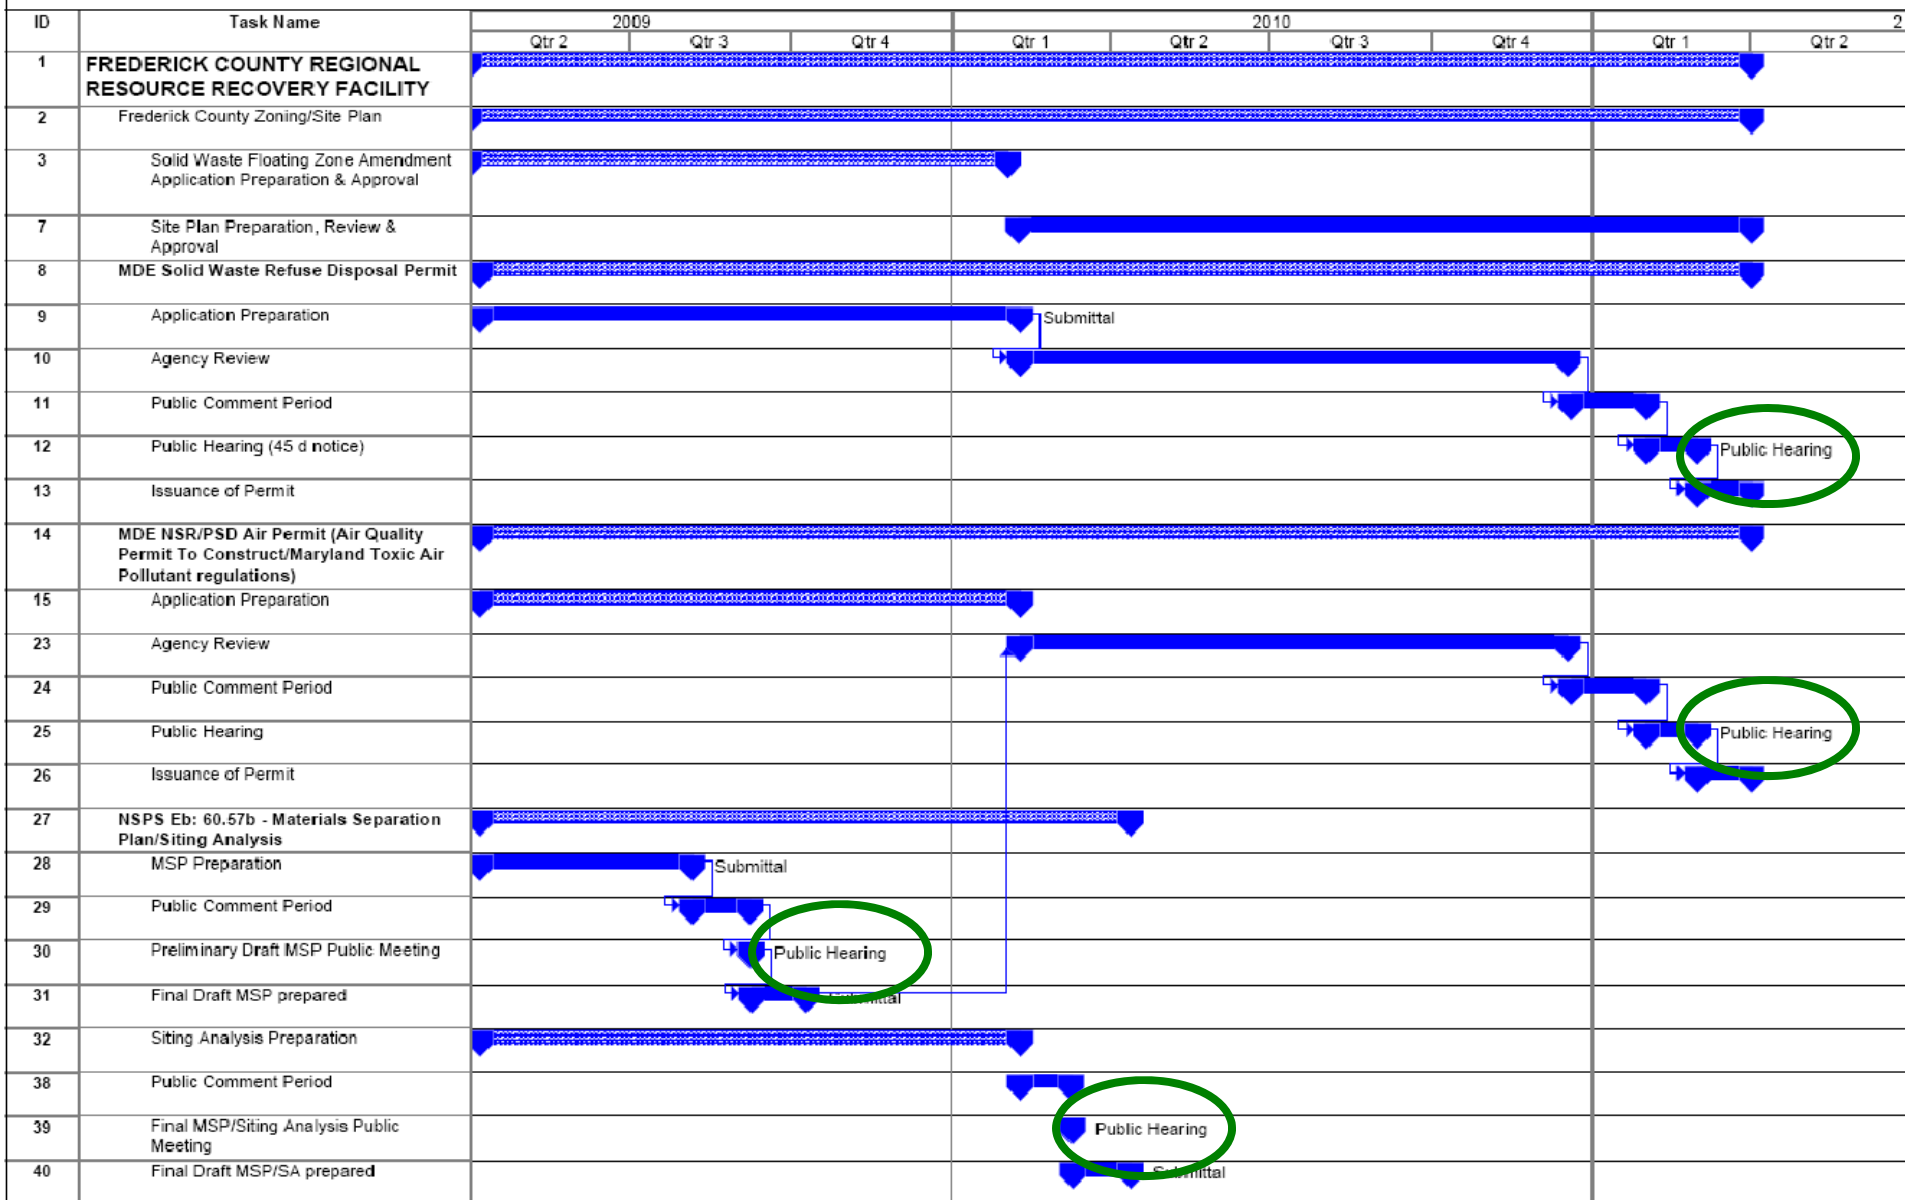 ID Task Name 2009 2010 2
Qtr 2 Qtr 3 Qtr 4 Qtr 1 Qtr 2 Qtr 3 Qtr 4 Qtr 1 Qtr 2
1 FREDERICK COUNTY REGIONAL
RESOURCE RECOVERY FACILITY
2 Frederick County Zoning/Site Plan
3 Solid Waste Floating Zone Amendment
Application Preparation & Approval
7 Site Plan Preparation, Review &
Approval
8 MDE Solid Waste Refuse Disposal Permit
9 Application Preparation Submittal
10 Agency Review
11 Public Comment Period
12 Public Hearing (45 d notice) Public Hearing
13 Issuance of Permit
14 MDE NSR/PSD Air Permit (Air Quality
Permit To Construct/Maryland Toxic Air
Pollutant regulations)
15 Application Preparation
23 Agency Review
24 Public Comment Period
25 Public Hearing Public Hearing
26 Issuance of Permit
27 NSPS Eb: 60.57b - Materials Separation
Plan/Siting Analysis
28 MSP Preparation Submittal
29 Public Comment Period
30 Preliminary Draft MSP Public Meeting Public Hearing
31 Final Draft MSP prepared Submittal
32 Siting Analysis Preparation
38 Public Comment Period
39 Final MSP/Siting Analysis Public
Meeting Public Hearing
40 Final Draft MSP/SA prepared Submittal